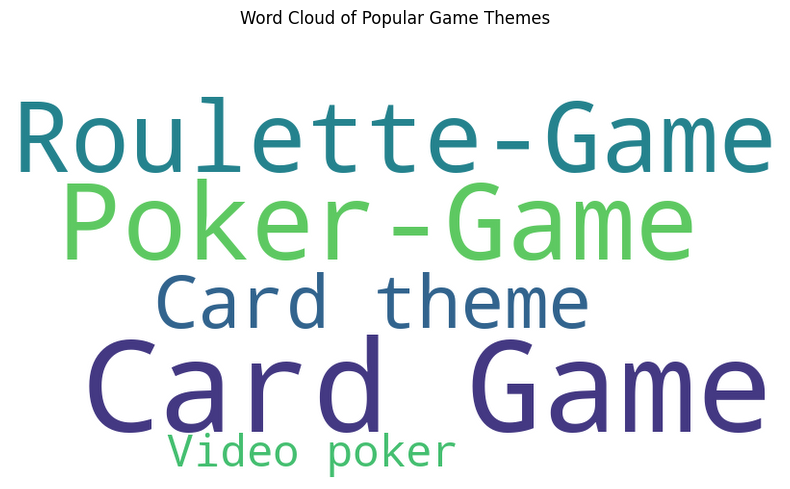 Word Cloud of Popular Game Themes
Roulette-Game
Poker-Game
Card theme
Card Game
Video poker